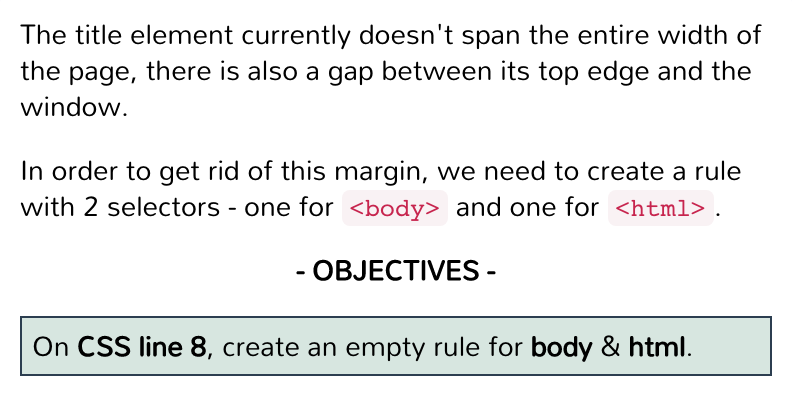 The title element currently doesn't span the entire width of
the page, there is also a gap between its top edge and the
window.
In order to get rid of this margin, we need to create a rule
with 2 selectors - one for <body> and one for <html>.
- OBJECTIVES -
On CSS line 8, create an empty rule for body & html.